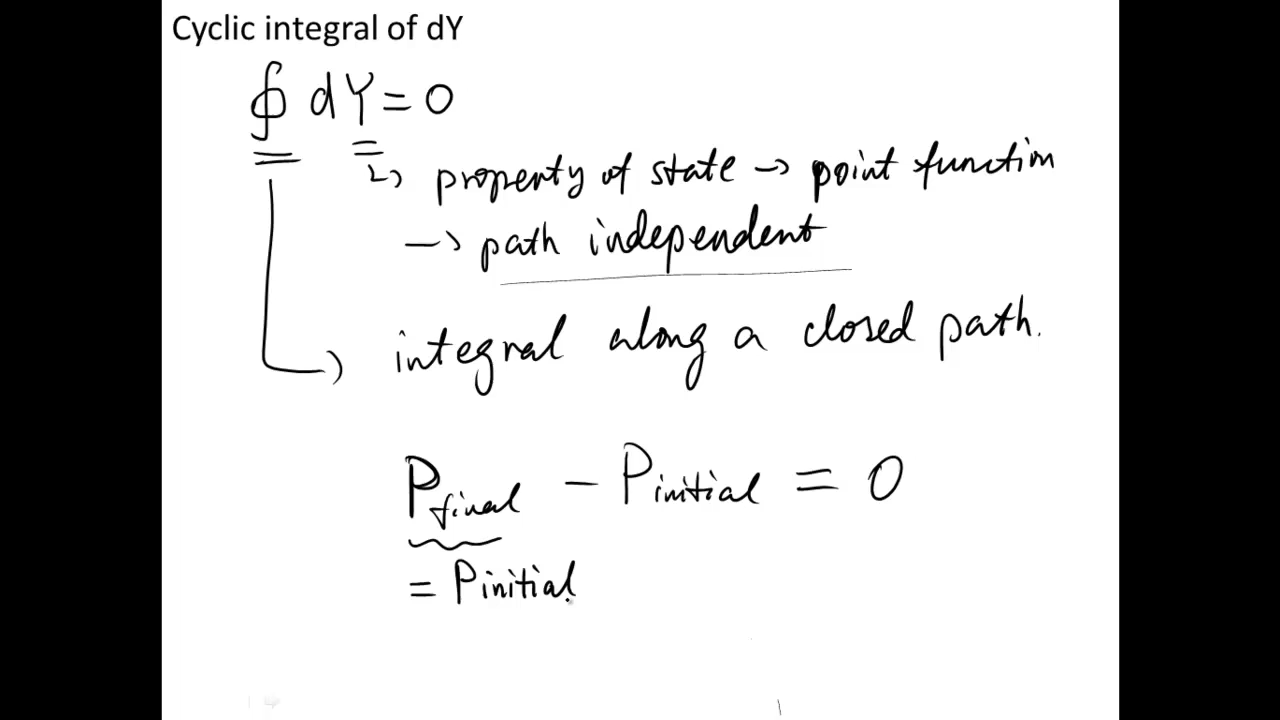 Cyclic integral of dY
∮ dY = 0
↳ property of state → point function
→ path independent
→ integral along a closed path.
P_final - P_initial = 0
= P_initial